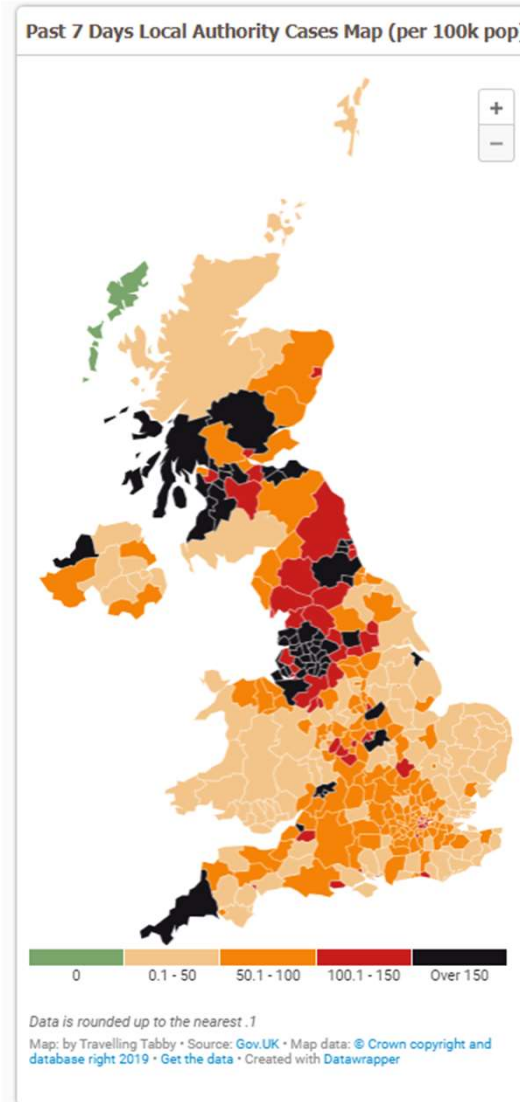 Past 7 Days Local Authority Cases Map (per 100k pop)
+
−
0 0.1 - 50 50.1 - 100 100.1 - 150 Over 150
Data is rounded up to the nearest .1
Map: by Travelling Tabby • Source: Gov.UK • Map data: © Crown copyright and
database right 2019 • Get the data • Created with Datawrapper